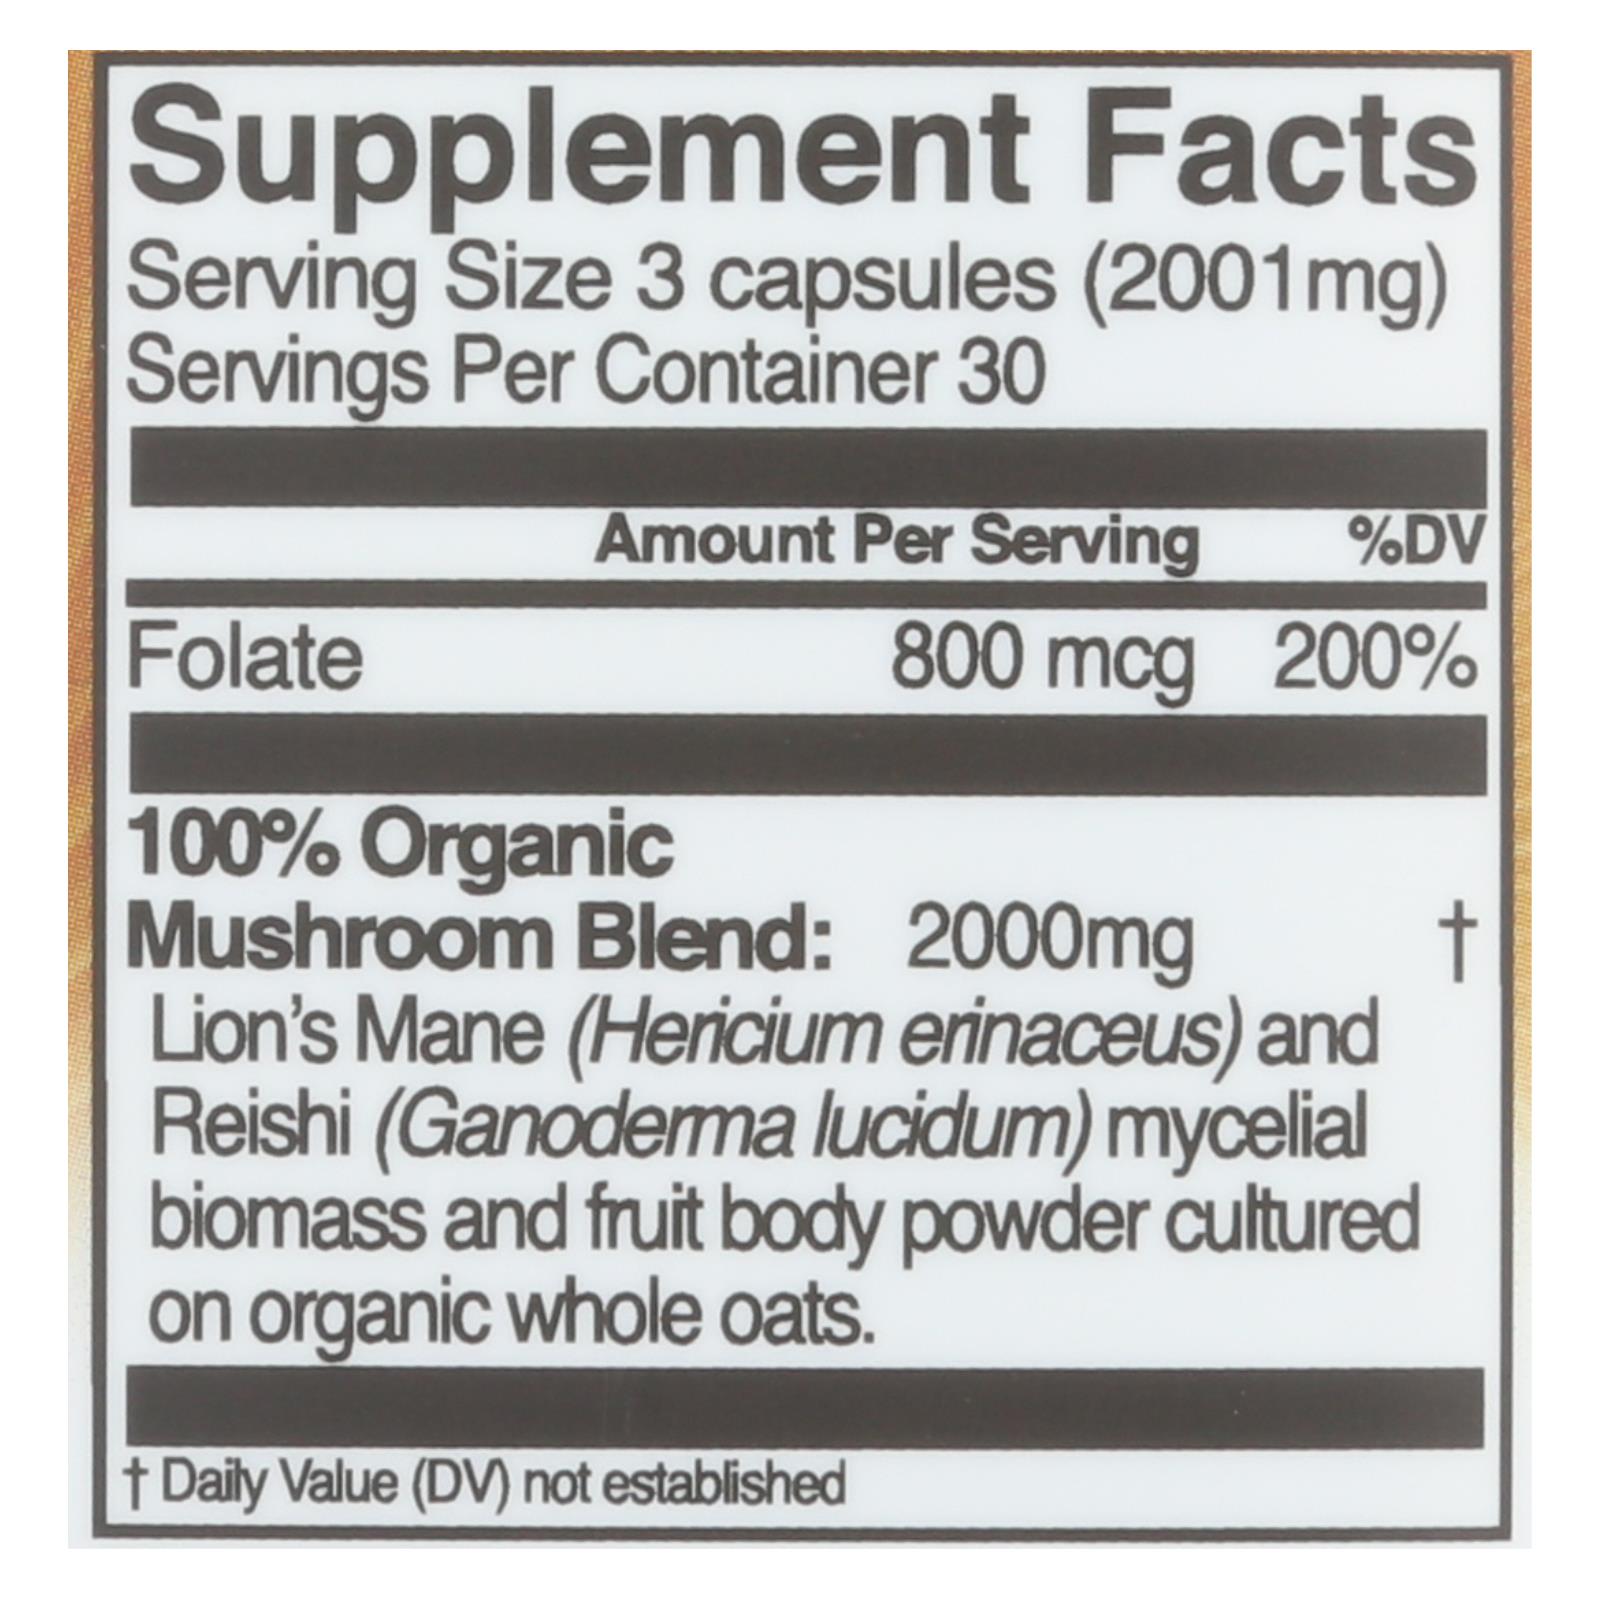 Supplement Facts
Serving Size 3 capsules (2001mg)
Servings Per Container 30
Amount Per Serving %DV
Folate 800 mcg 200%
100% Organic
Mushroom Blend: 2000mg †
Lion's Mane (Hericium erinaceus) and
Reishi (Ganoderma lucidum) mycelial
biomass and fruit body powder cultured
on organic whole oats.
† Daily Value (DV) not established